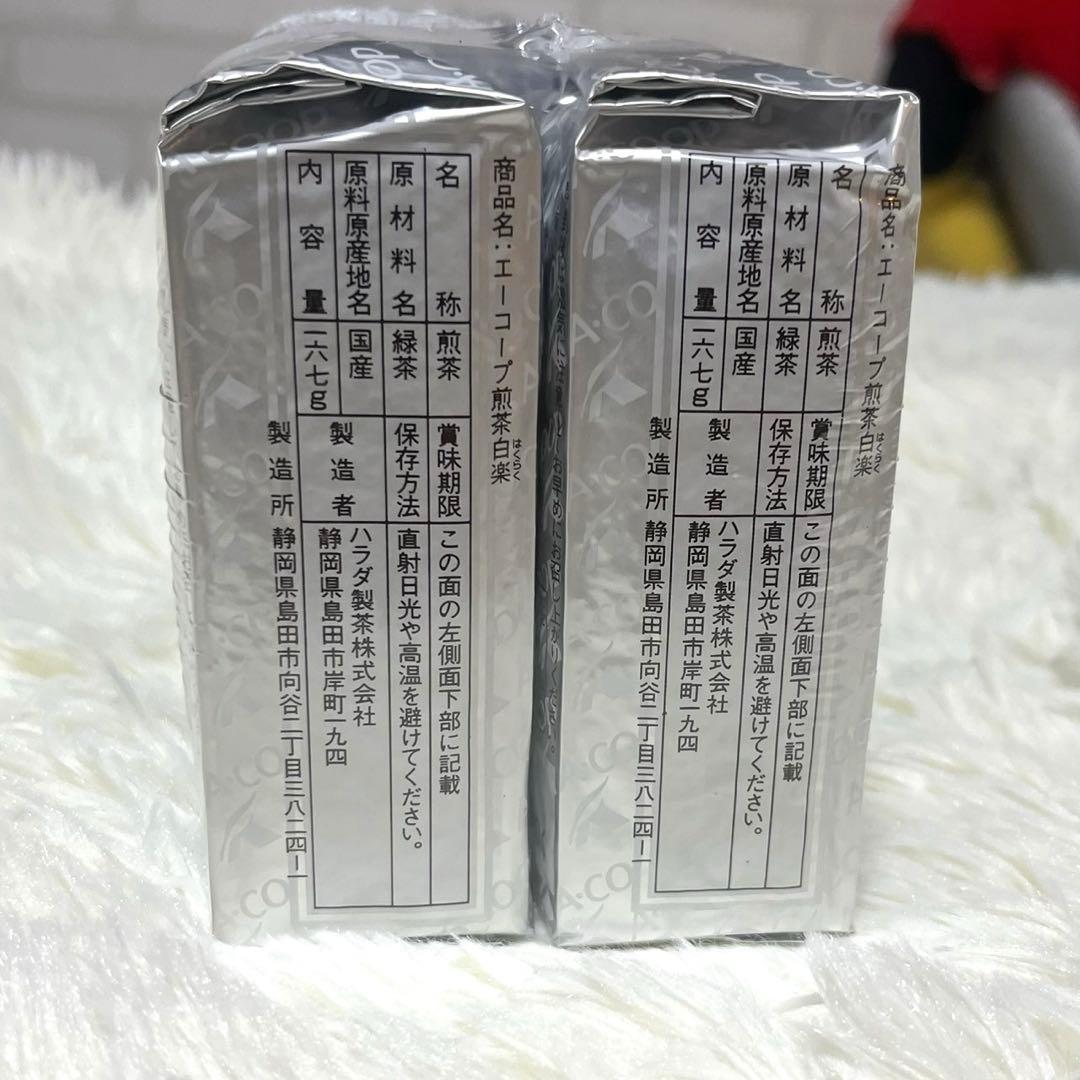 商品名：エーコープ煎茶白楽
はくらく
名称 煎茶 賞味期限 この面の左側面下部に記載
原材料名 緑茶 保存方法 直射日光や高温を避けてください。
原料原産地名 国産 製造者 ハラダ製茶株式会社
静岡県島田市岸町一九四
内容量 一六七g
製造所 静岡県島田市向谷二丁目三八二四ー一
商品名：エーコープ煎茶白楽
はくらく
名称 煎茶 賞味期限 この面の左側面下部に記載
原材料名 緑茶 保存方法 直射日光や高温を避けてください。
原料原産地名 国産 製造者 ハラダ製茶株式会社
静岡県島田市岸町一九四
内容量 一六七g
製造所 静岡県島田市向谷二丁目三八二四ー一
A・COOP
A・COOP